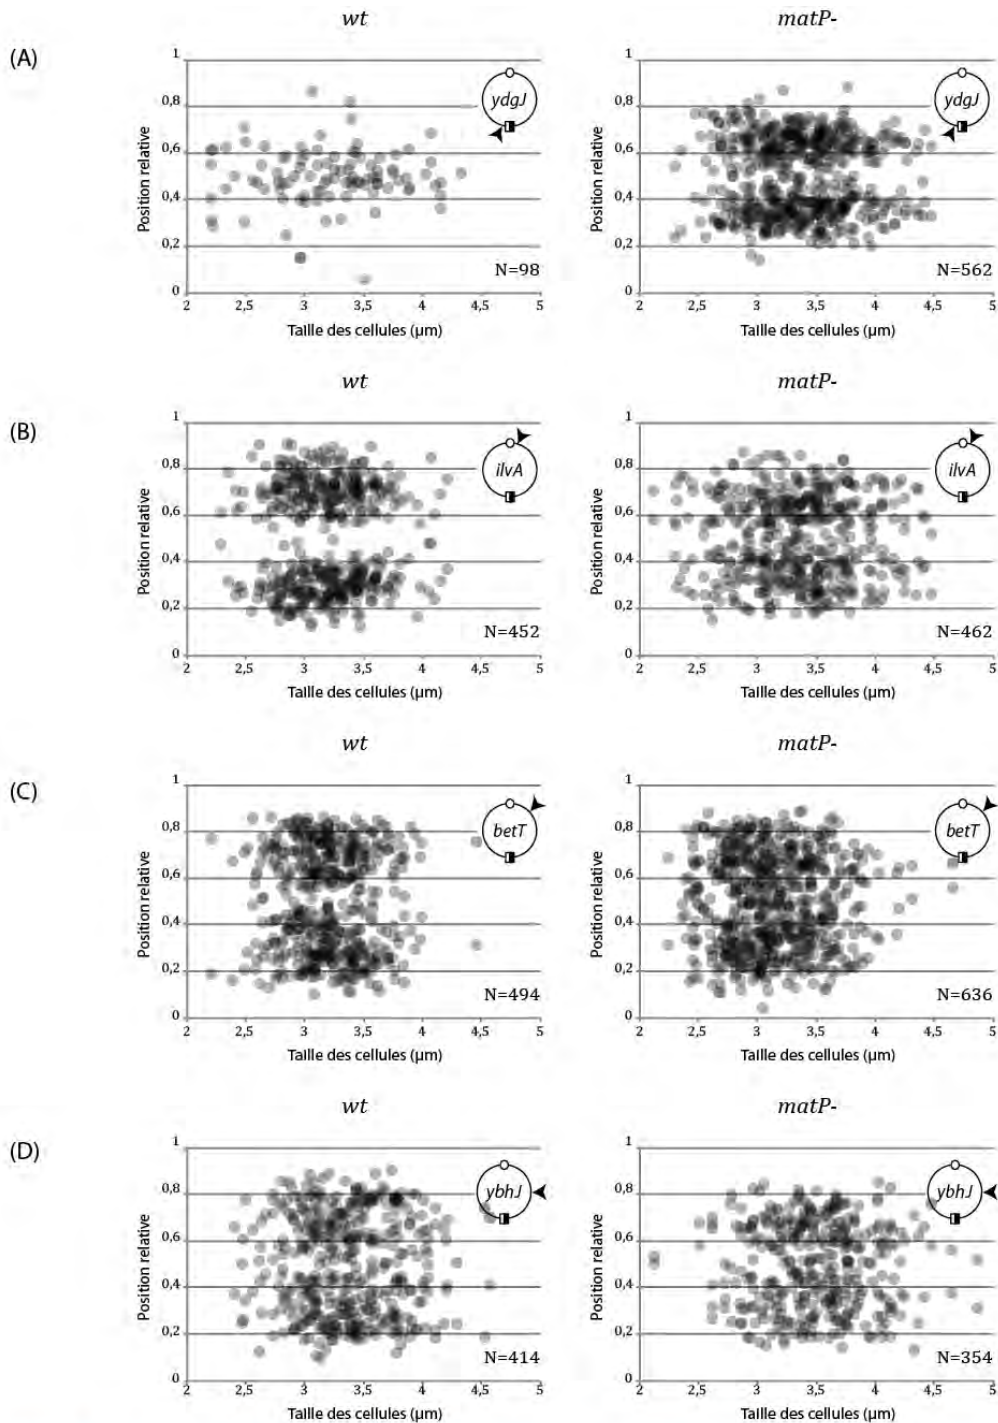 wt matP-
(A)
1 1
ydgJ ydgJ
0,8 0,8
0,6 0,6
0,4 0,4
0,2 0,2
N=98 N=562
0 0
2 2,5 3 3,5 4 4,5 5 2 2,5 3 3,5 4 4,5 5
Position relative Position relative
Taille des cellules (µm) Taille des cellules (µm)
wt matP-
(B)
1 1
ilvA ilvA
0,8 0,8
0,6 0,6
0,4 0,4
0,2 0,2
N=452 N=462
0 0
2 2,5 3 3,5 4 4,5 5 2 2,5 3 3,5 4 4,5 5
Position relative Position relative
Taille des cellules (µm) Taille des cellules (µm)
wt matP-
(C)
1 1
betT betT
0,8 0,8
0,6 0,6
0,4 0,4
0,2 0,2
N=494 N=636
0 0
2 2,5 3 3,5 4 4,5 5 2 2,5 3 3,5 4 4,5 5
Position relative Position relative
Taille des cellules (µm) Taille des cellules (µm)
wt matP-
(D)
1 1
ybhJ ybhJ
0,8 0,8
0,6 0,6
0,4 0,4
0,2 0,2
N=414 N=354
0 0
2 2,5 3 3,5 4 4,5 5 2 2,5 3 3,5 4 4,5 5
Position relative Position relative
Taille des cellules (µm) Taille des cellules (µm)